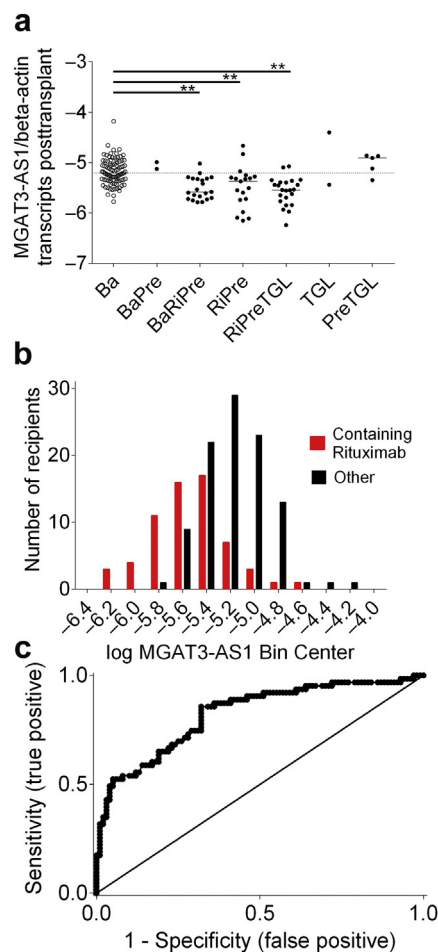 a
MGAT3-AS1/beta-actin
transcripts posttransplant
−3
−4
−5
−6
−7
**
**
**
Ba
BaPre
BaRiPre
RiPre
RiPreTGL
TGL
PreTGL
b
Number of recipients
30
20
10
0
Containing
Rituximab
Other
−6.4
−6.2
−6.0
−5.8
−5.6
−5.4
−5.2
−5.0
−4.8
−4.6
−4.4
−4.2
−4.0
log MGAT3-AS1 Bin Center
c
Sensitivity (true positive)
1.0
0.5
0.0
0.0
0.5
1.0
1 - Specificity (false positive)